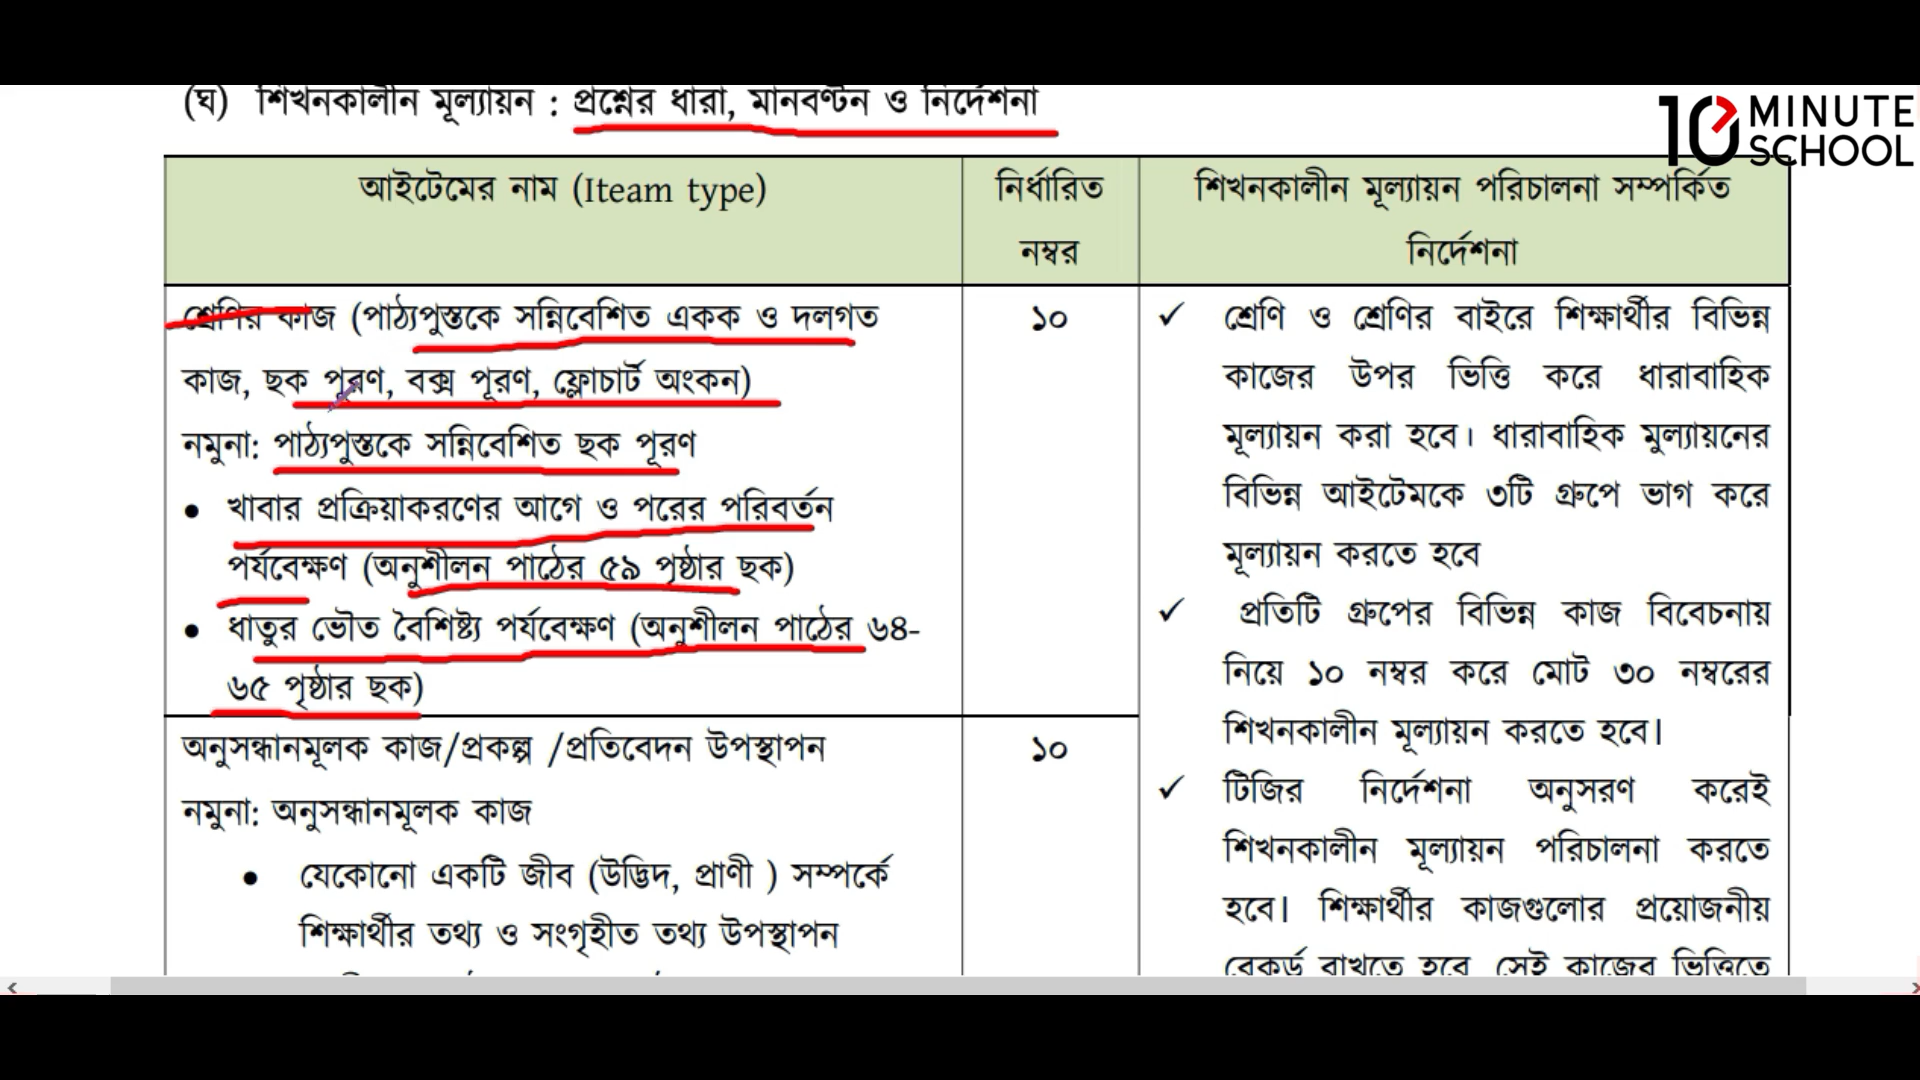 (ঘ) শিখনকালীন মূল্যায়ন : প্রশ্নের ধারা, মানবণ্টন ও নির্দেশনা
10 MINUTE SCHOOL
আইটেমের নাম (Iteam type)
নির্ধারিত
নম্বর
শিখনকালীন মূল্যায়ন পরিচালনা সম্পর্কিত
নির্দেশনা
শ্রেণির কাজ (পাঠ্যপুস্তকে সন্নিবেশিত একক ও দলগত
কাজ, ছক পূরণ, বক্স পূরণ, ফ্লোচার্ট অংকন)
নমুনা: পাঠ্যপুস্তকে সন্নিবেশিত ছক পূরণ
• খাবার প্রক্রিয়াকরণের আগে ও পরের পরিবর্তন
পর্যবেক্ষণ (অনুশীলন পাঠের ৫৯ পৃষ্ঠার ছক)
• ধাতুর ভৌত বৈশিষ্ট্য পর্যবেক্ষণ (অনুশীলন পাঠের ৬৪-
৬৫ পৃষ্ঠার ছক)
১০
✓ শ্রেণি ও শ্রেণির বাইরে শিক্ষার্থীর বিভিন্ন
কাজের উপর ভিত্তি করে ধারাবাহিক
মূল্যায়ন করা হবে। ধারাবাহিক মুল্যায়নের
বিভিন্ন আইটেমকে ৩টি গ্রুপে ভাগ করে
মূল্যায়ন করতে হবে
✓ প্রতিটি গ্রুপের বিভিন্ন কাজ বিবেচনায়
নিয়ে ১০ নম্বর করে মোট ৩০ নম্বরের
শিখনকালীন মূল্যায়ন করতে হবে।
✓ টিজির নির্দেশনা অনুসরণ করেই
শিখনকালীন মূল্যায়ন পরিচালনা করতে
হবে। শিক্ষার্থীর কাজগুলোর প্রয়োজনীয়
রেকর্ড রাখতে হবে সেই কাজের ভিত্তিতে
অনুসন্ধানমূলক কাজ/প্রকল্প /প্রতিবেদন উপস্থাপন
নমুনা: অনুসন্ধানমূলক কাজ
• যেকোনো একটি জীব (উদ্ভিদ, প্রাণী ) সম্পর্কে
শিক্ষার্থীর তথ্য ও সংগৃহীত তথ্য উপস্থাপন
১০